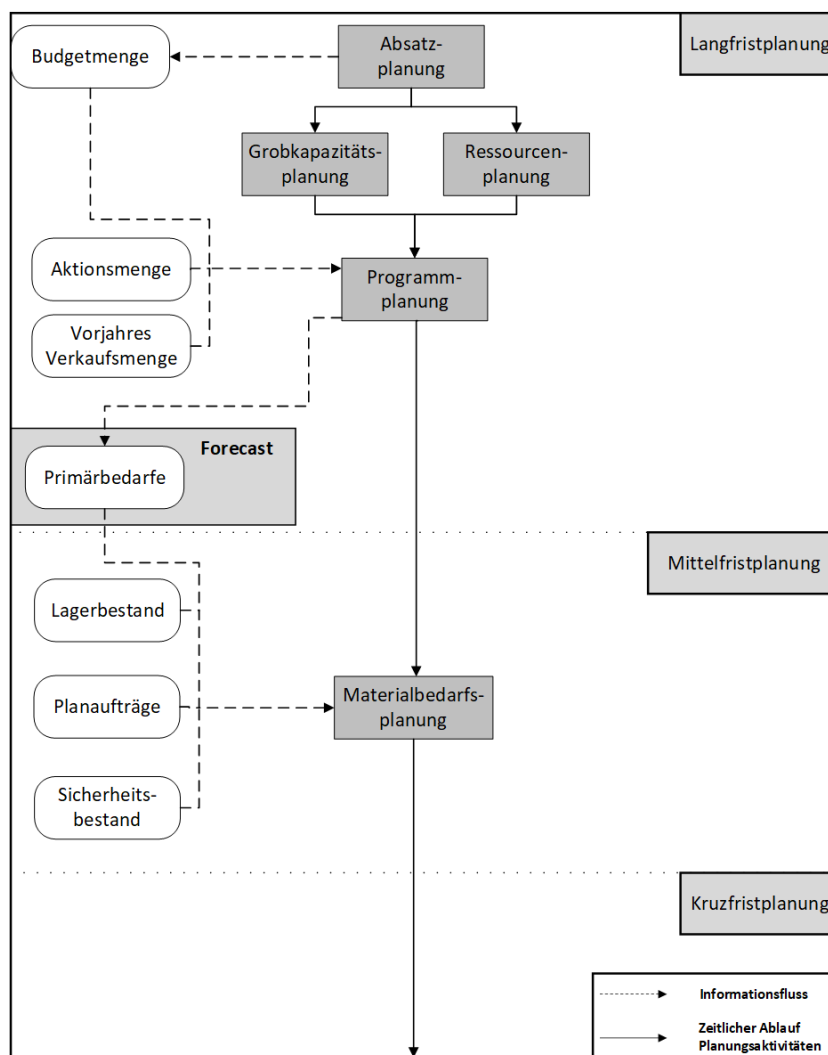 Budgetmenge
Absatz-
planung
Langfristplanung
Grobkapazitäts-
planung
Ressourcen-
planung
Aktionsmenge
Programm-
planung
Vorjahres
Verkaufsmenge
Forecast
Primärbedarfe
Mittelfristplanung
Lagerbestand
Planaufträge
Materialbedarfs-
planung
Sicherheits-
bestand
Kruzfristplanung
Informationsfluss
Zeitlicher Ablauf
Planungsaktivitäten